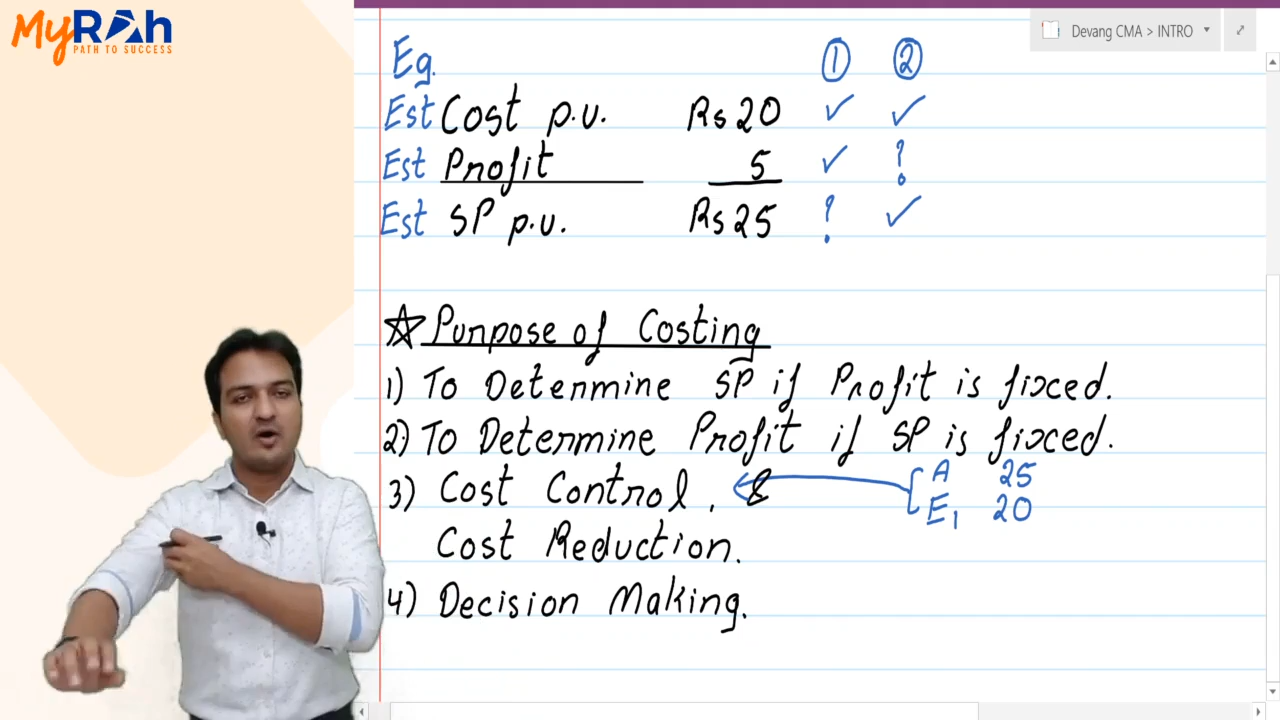 MyRAh
PATH TO SUCCESS
Devang CMA > INTRO
Eg. ① ②
Est Cost p.u. Rs 20 ✓ ✓
Est Profit 5 ✓ ?
Est SP p.u. Rs 25 ? ✓
☆ Purpose of Costing
1) To Determine SP if Profit is fixed.
2) To Determine Profit if SP is fixed.
3) Cost Control, & A 25
E1 20
Cost Reduction.
4) Decision Making.